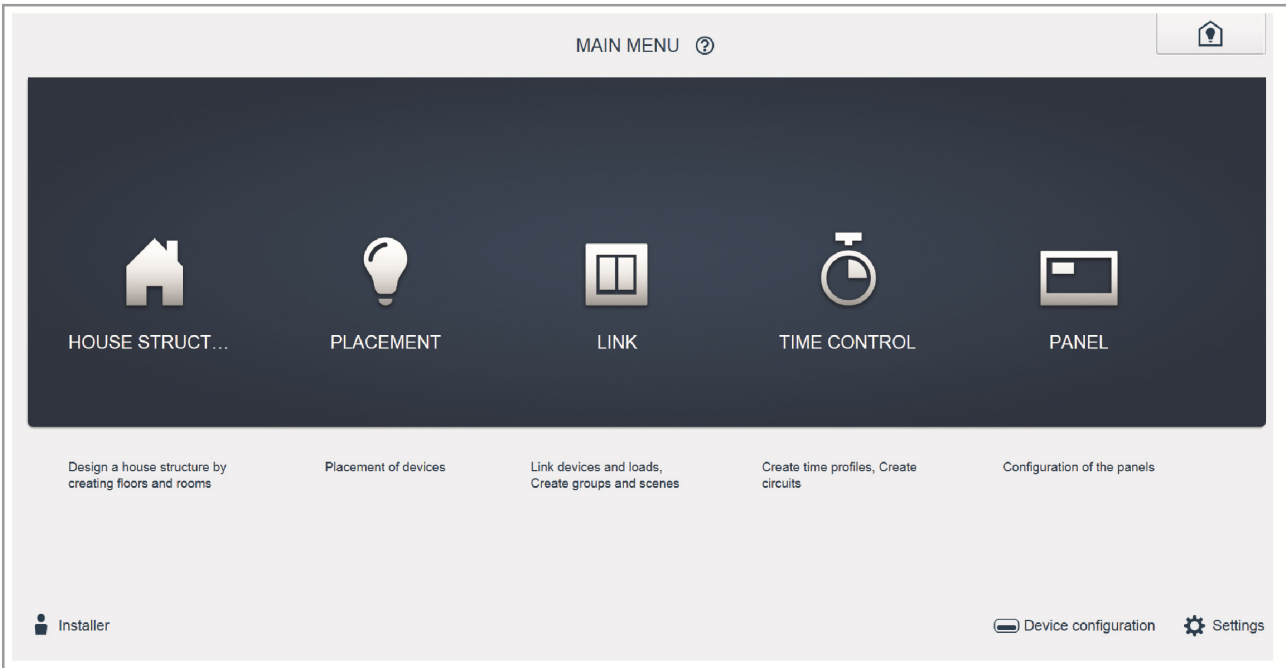 MAIN MENU ?
HOUSE STRUCT...
PLACEMENT
LINK
TIME CONTROL
PANEL
Design a house structure by
creating floors and rooms
Placement of devices
Link devices and loads,
Create groups and scenes
Create time profiles, Create
circuits
Configuration of the panels
Installer
Device configuration
Settings